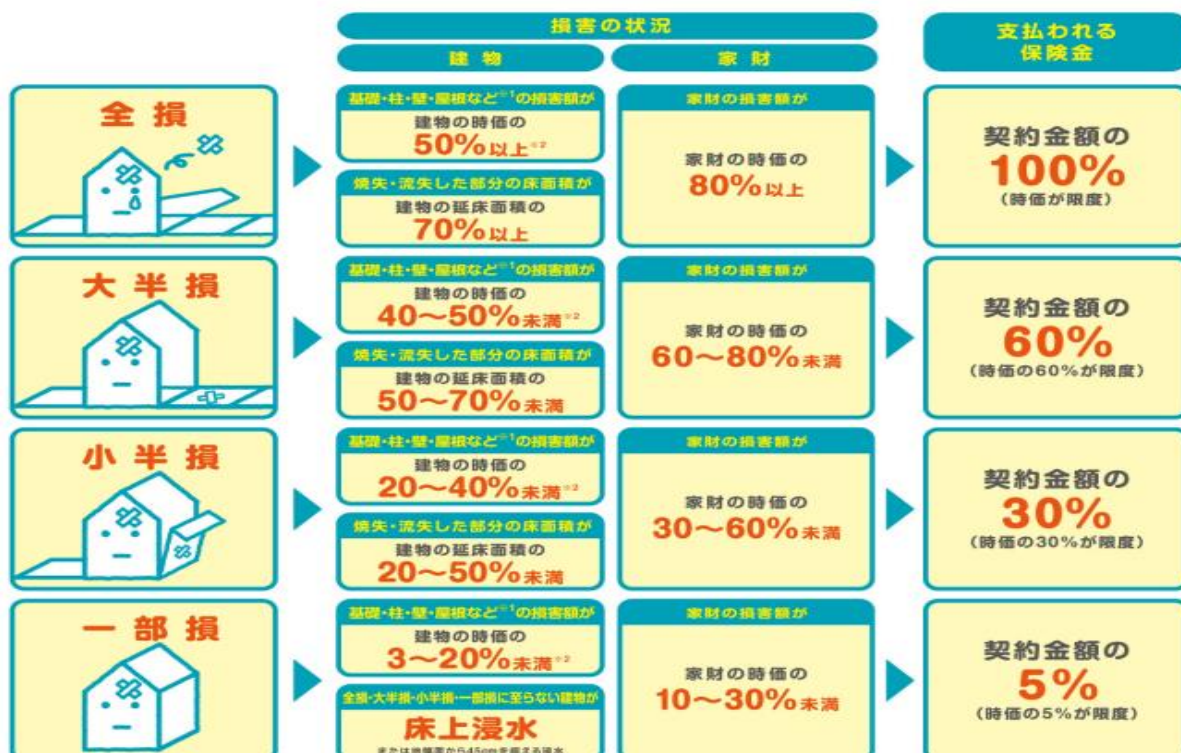 損害の状況
建物
家財
支払われる
保険金
全損
基礎・柱・壁・屋根など※1の損害額が
建物の時価の
50%以上※2
焼失・流失した部分の床面積が
建物の延床面積の
70%以上
家財の損害額が
家財の時価の
80%以上
契約金額の
100%
(時価が限度)
大半損
基礎・柱・壁・屋根など※1の損害額が
建物の時価の
40〜50%未満※2
焼失・流失した部分の床面積が
建物の延床面積の
50〜70%未満
家財の損害額が
家財の時価の
60〜80%未満
契約金額の
60%
(時価の60%が限度)
小半損
基礎・柱・壁・屋根など※1の損害額が
建物の時価の
20〜40%未満※2
焼失・流失した部分の床面積が
建物の延床面積の
20〜50%未満
家財の損害額が
家財の時価の
30〜60%未満
契約金額の
30%
(時価の30%が限度)
一部損
基礎・柱・壁・屋根など※1の損害額が
建物の時価の
3〜20%未満※2
全損・大半損・小半損・一部損に至らない建物が
床上浸水
家財の損害額が
家財の時価の
10〜30%未満
契約金額の
5%
(時価の5%が限度)